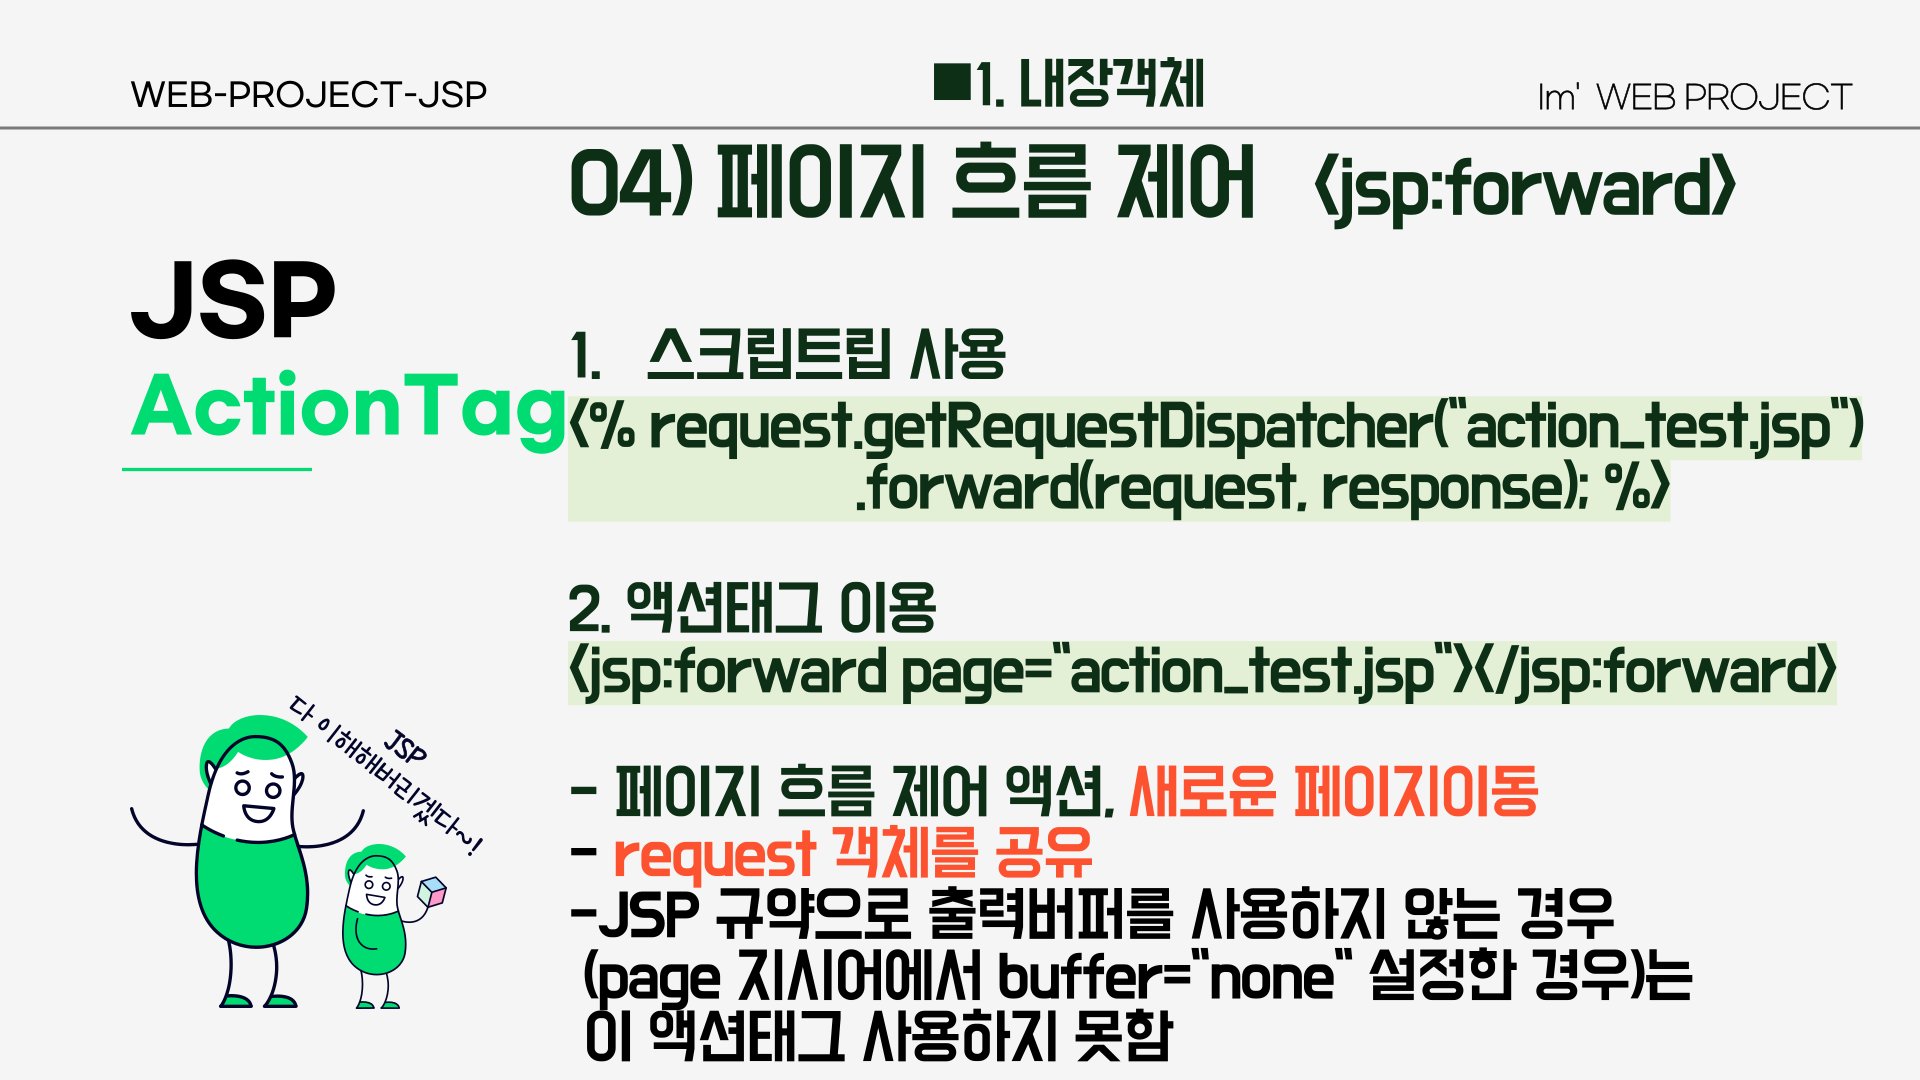 WEB-PROJECT-JSP
■1. 내장객체
Im' WEB PROJECT
04) 페이지 흐름 제어 <jsp:forward>
JSP
ActionTag
1. 스크립트립 사용
<% request.getRequestDispatcher("action_test.jsp")
.forward(request, response); %>
2. 액션태그 이용
<jsp:forward page="action_test.jsp"></jsp:forward>
- 페이지 흐름 제어 액션, 새로운 페이지이동
- request 객체를 공유
-JSP 규약으로 출력버퍼를 사용하지 않는 경우
(page 지시어에서 buffer="none" 설정한 경우)는
이 액션태그 사용하지 못함
JSP
다 이해해버리겠다~!